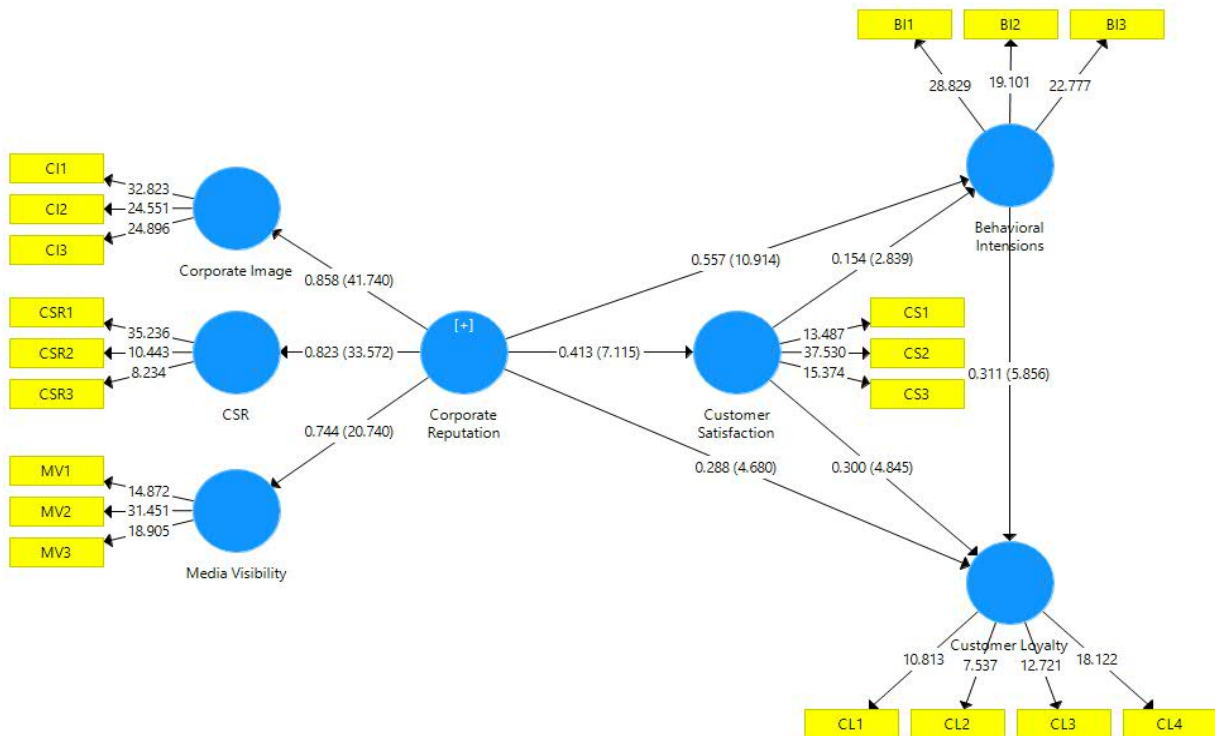 BI1
BI2
BI3
28.829
19.101
22.777
Behavioral
Intensions
CI1
CI2
CI3
32.823
24.551
24.896
Corporate Image
0.858 (41.740)
0.557 (10.914)
0.154 (2.839)
CSR1
CSR2
CSR3
35.236
10.443
8.234
CSR
0.823 (33.572)
[+]
Corporate
Reputation
0.413 (7.115)
Customer
Satisfaction
13.487
37.530
15.374
CS1
CS2
CS3
0.311 (5.856)
0.744 (20.740)
0.288 (4.680)
0.300 (4.845)
MV1
MV2
MV3
14.872
31.451
18.905
Media Visibility
Customer Loyalty
10.813
7.537
12.721
18.122
CL1
CL2
CL3
CL4